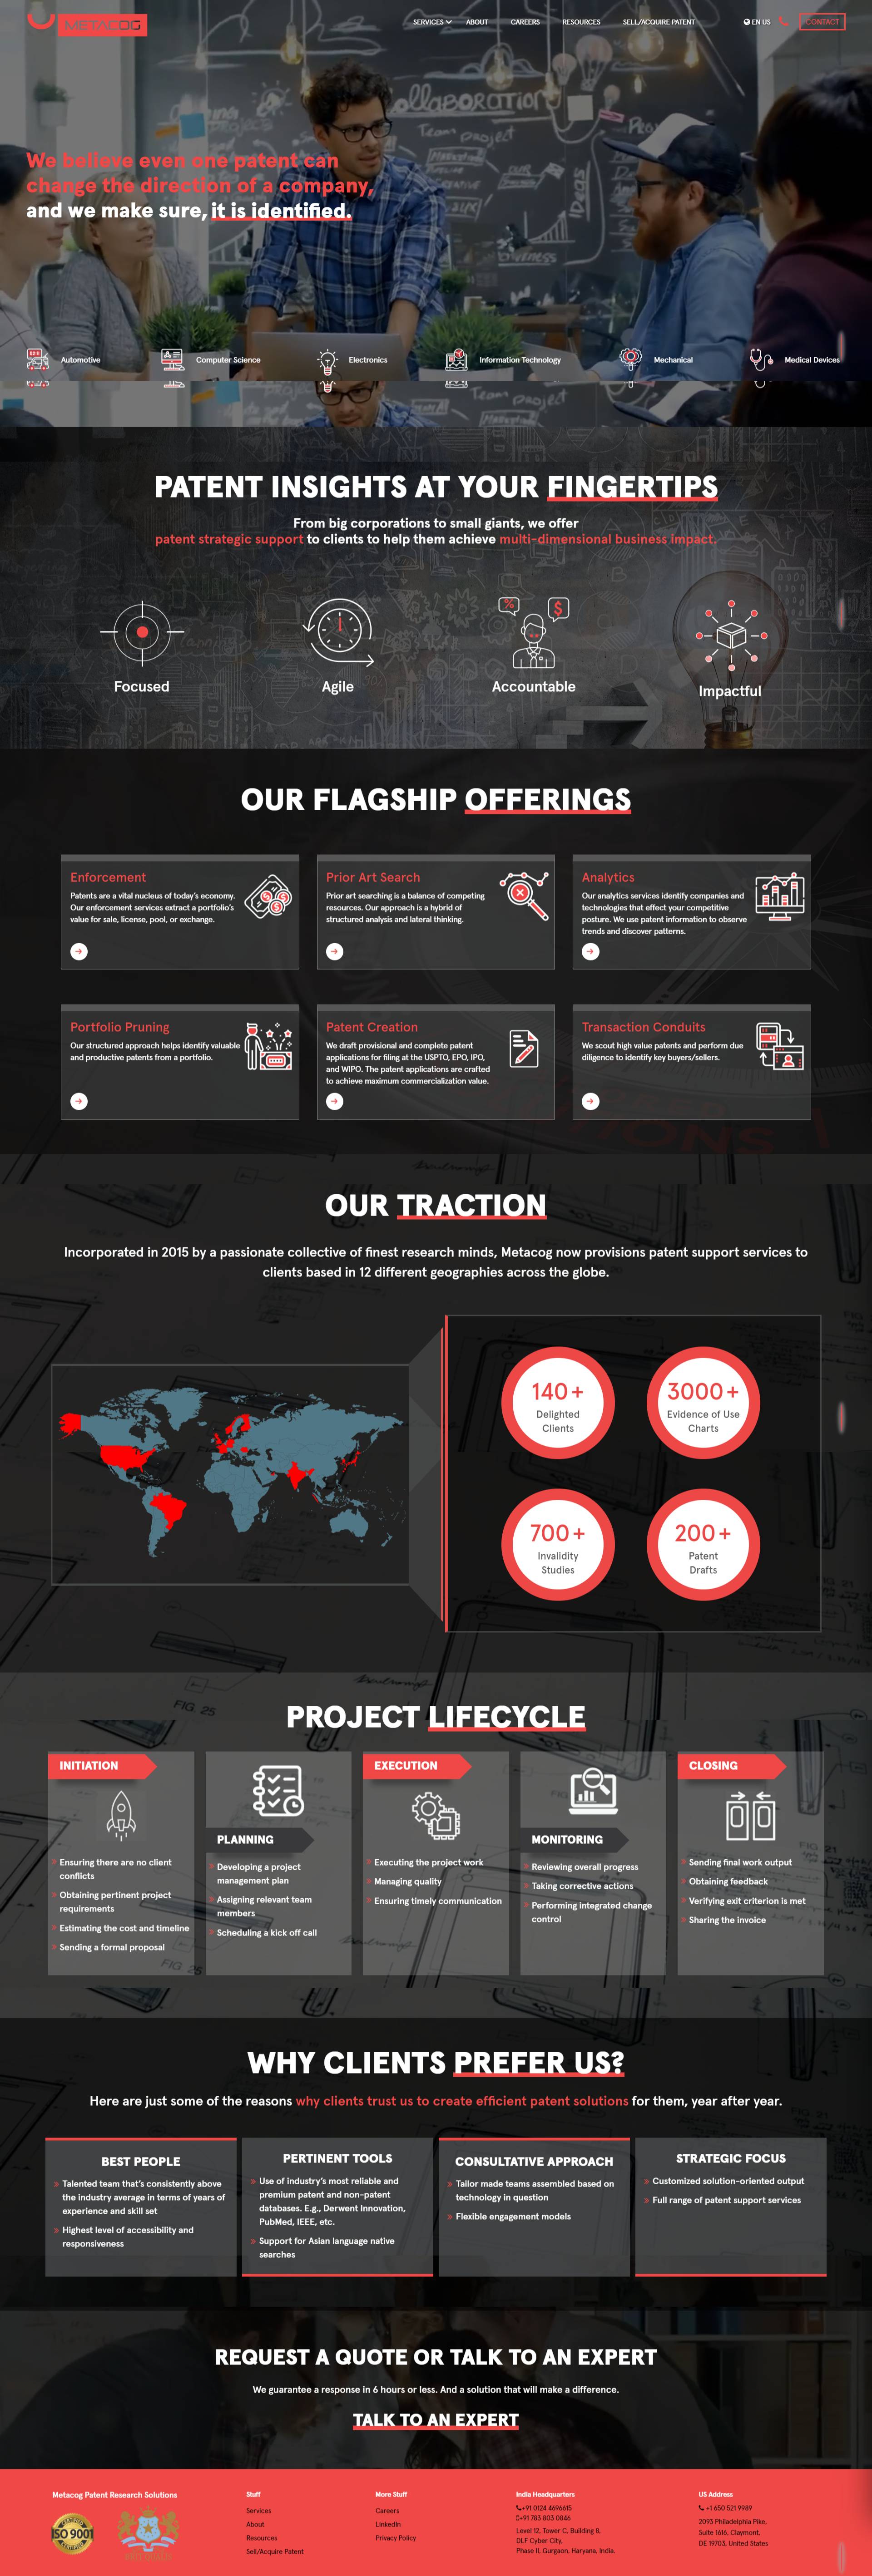 METACOG
SERVICES
ABOUT
CAREERS
RESOURCES
SELL/ACQUIRE PATENT
EN US
CONTACT
We believe even one patent can
change the direction of a company,
and we make sure, it is identified.
Automotive
Computer Science
Electronics
Information Technology
Mechanical
Medical Devices
PATENT INSIGHTS AT YOUR FINGERTIPS
From big corporations to small giants, we offer
patent strategic support to clients to help them achieve multi-dimensional business impact.
Focused
Agile
Accountable
Impactful
OUR FLAGSHIP OFFERINGS
Enforcement
Patents are a vital nucleus of today's economy.
Our enforcement services extract a portfolio's
value for sale, license, pool, or exchange.
Prior Art Search
Prior art searching is a balance of competing
resources. Our approach is a hybrid of
structured analysis and lateral thinking.
Analytics
Our analytics services identify companies and
technologies that effect your competitive
posture. We use patent information to observe
trends and discover patterns.
Portfolio Pruning
Our structured approach helps identify valuable
and productive patents from a portfolio.
Patent Creation
We draft provisional and complete patent
applications for filing at the USPTO, EPO, IPO,
and WIPO. The patent applications are crafted
to achieve maximum commercialization value.
Transaction Conduits
We scout high value patents and perform due
diligence to identify key buyers/sellers.
OUR TRACTION
Incorporated in 2015 by a passionate collective of finest research minds, Metacog now provisions patent support services to
clients based in 12 different geographies across the globe.
140+
Delighted
Clients
3000+
Evidence of Use
Charts
700+
Invalidity
Studies
200+
Patent
Drafts
PROJECT LIFECYCLE
INITIATION
Ensuring there are no client
conflicts
Obtaining pertinent project
requirements
Estimating the cost and timeline
Sending a formal proposal
PLANNING
Developing a project
management plan
Assigning relevant team
members
Scheduling a kick off call
EXECUTION
Executing the project work
Managing quality
Ensuring timely communication
MONITORING
Reviewing overall progress
Taking corrective actions
Performing integrated change
control
CLOSING
Sending final work output
Obtaining feedback
Verifying exit criterion is met
Sharing the invoice
WHY CLIENTS PREFER US?
Here are just some of the reasons why clients trust us to create efficient patent solutions for them, year after year.
BEST PEOPLE
Talented team that's consistently above
the industry average in terms of years of
experience and skill set
Highest level of accessibility and
responsiveness
PERTINENT TOOLS
Use of industry's most reliable and
premium patent and non-patent
databases. E.g., Derwent Innovation,
PubMed, IEEE, etc.
Support for Asian language native
searches
CONSULTATIVE APPROACH
Tailor made teams assembled based on
technology in question
Flexible engagement models
STRATEGIC FOCUS
Customized solution-oriented output
Full range of patent support services
REQUEST A QUOTE OR TALK TO AN EXPERT
We guarantee a response in 6 hours or less. And a solution that will make a difference.
TALK TO AN EXPERT
Metacog Patent Research Solutions
ISO 9001
Stuff
Services
About
Resources
Sell/Acquire Patent
More Stuff
Careers
LinkedIn
Privacy Policy
India Headquarters
+91 0124 4696615
+91 783 803 0846
Level 12, Tower C, Building 8,
DLF Cyber City,
Phase II, Gurgaon, Haryana, India.
US Address
+1 650 521 9989
2093 Philadelphia Pike,
Suite 1616, Claymont,
DE 19703, United States